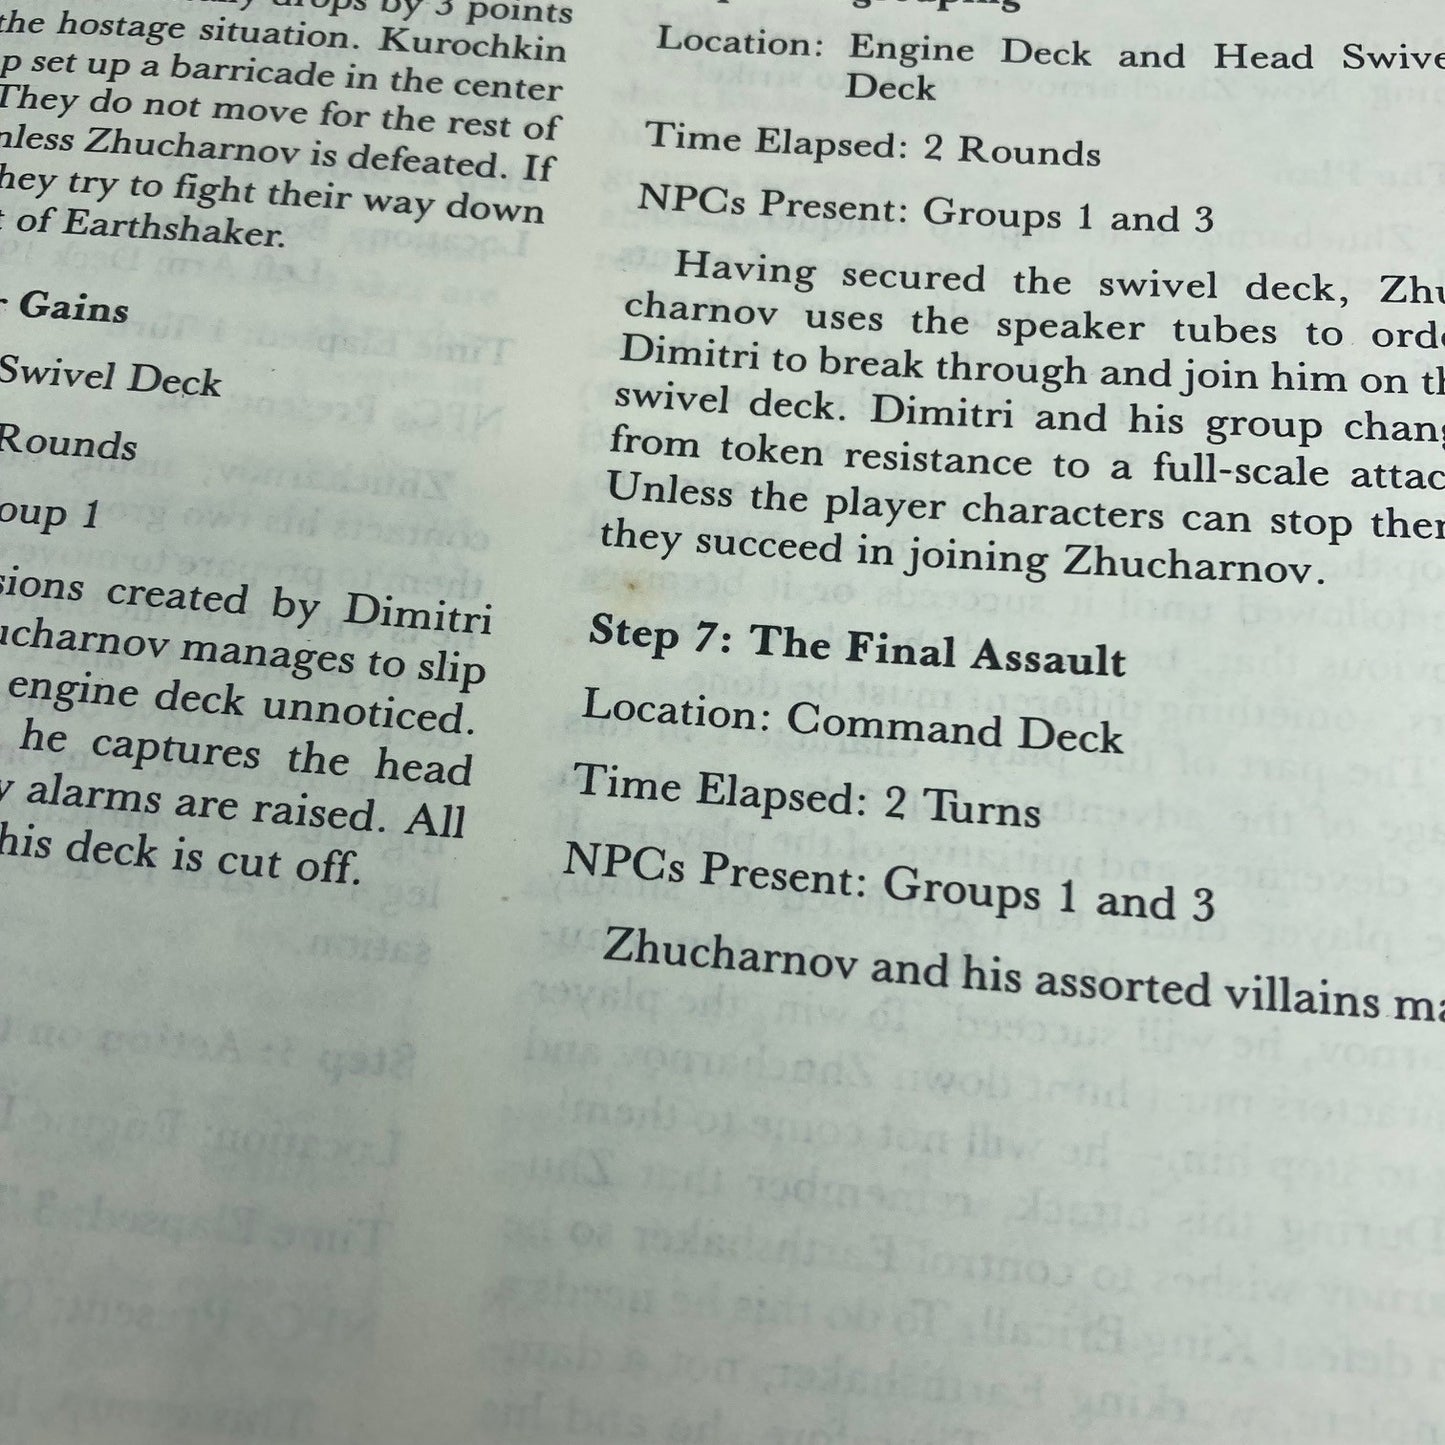 drops by 3 points
the hostage situation. Kurochkin
p set up a barricade in the center
They do not move for the rest of
nless Zhucharnov is defeated. If
hey try to fight their way down
t of Earthshaker.
r Gains
Swivel Deck
Rounds
oup 1
sions created by Dimitri
ucharnov manages to slip
engine deck unnoticed.
he captures the head
y alarms are raised. All
his deck is cut off.
Location: Engine Deck and Head Swive
Deck
Time Elapsed: 2 Rounds
NPCs Present: Groups 1 and 3
Having secured the swivel deck, Zhu
charnov uses the speaker tubes to orde
Dimitri to break through and join him on th
swivel deck. Dimitri and his group chang
from token resistance to a full-scale attac
Unless the player characters can stop them
they succeed in joining Zhucharnov.
Step 7: The Final Assault
Location: Command Deck
Time Elapsed: 2 Turns
NPCs Present: Groups 1 and 3
Zhucharnov and his assorted villains ma